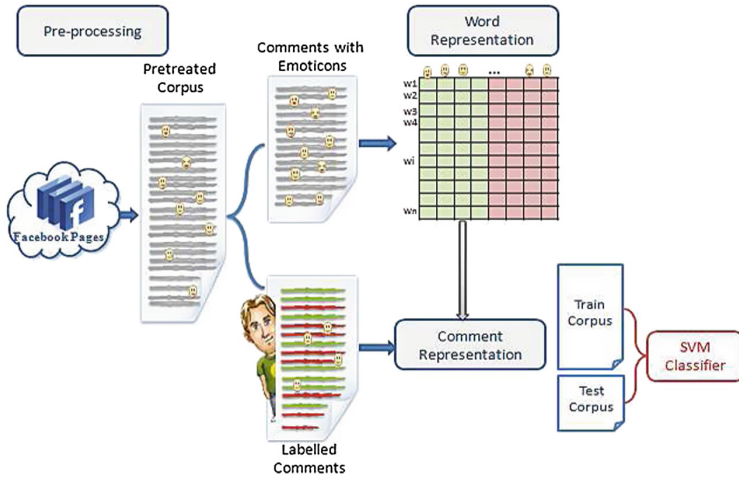 Pre-processing
Word
Representation
Comments with
Emoticons
Pretreated
Corpus
...
w1
w2
w3
w4
wi
wn
f
Facebook Pages
Comment
Representation
Train
Corpus
Test
Corpus
SVM
Classifier
Labelled
Comments